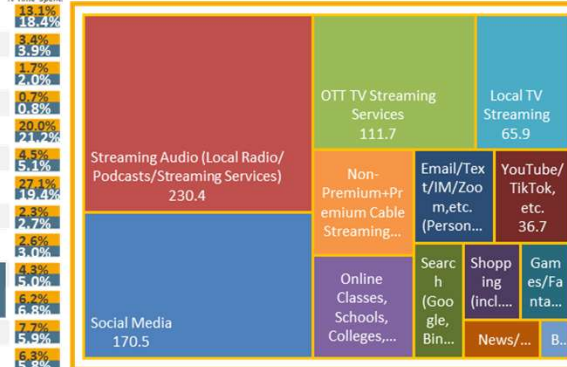 13.1%
18.4%
3.4%
3.9%
1.7%
2.0%
0.7%
0.8%
20.0%
21.2%
4.5%
5.1%
27.1%
19.4%
2.3%
2.7%
2.6%
3.0%
4.3%
5.0%
6.2%
6.8%
7.7%
5.9%
6.3%
Streaming Audio (Local Radio/
Podcasts/Streaming Services)
230.4
Social Media
170.5
OTT TV Streaming
Services
111.7
Local TV
Streaming
65.9
Non-
Premium+Pr
emium Cable
Streaming...
Email/Tex
t/IM/Zoo
m,etc.
(Person...
YouTube/
TikTok,
etc.
36.7
Online
Classes,
Schools,
Colleges,...
Searc
h
(Goo
gle,
Bin...
Shopp
ing
(incl....
Gam
es/Fa
nta...
News/...
B...